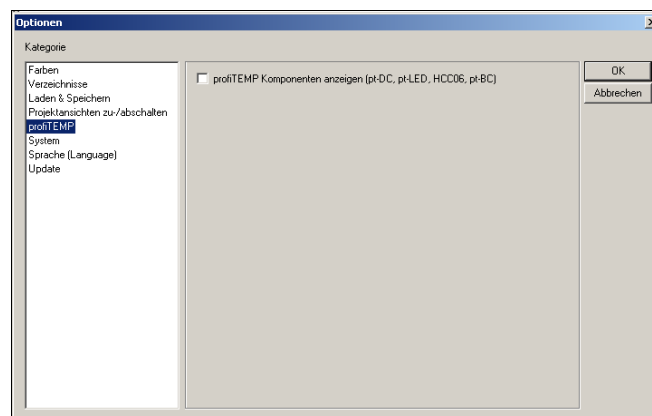 Optionen
Kategorie
Farben
Verzeichnisse
Laden & Speichern
Projektansichten zu-/abschalten
profiTEMP
System
Sprache (Language)
Update
profiTEMP Komponenten anzeigen (pt-DC, pt-LED, HCC06, pt-BC)
OK
Abbrechen